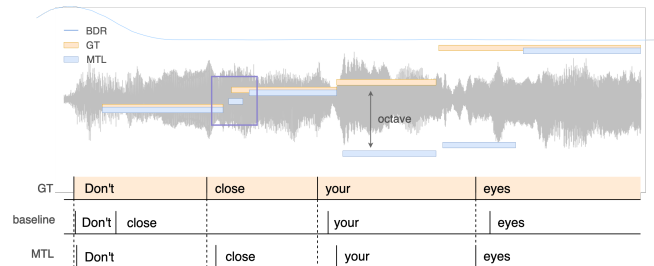 BDR
GT
MTL
octave
GT Don't close your eyes
baseline Don't close your eyes
MTL Don't close your eyes